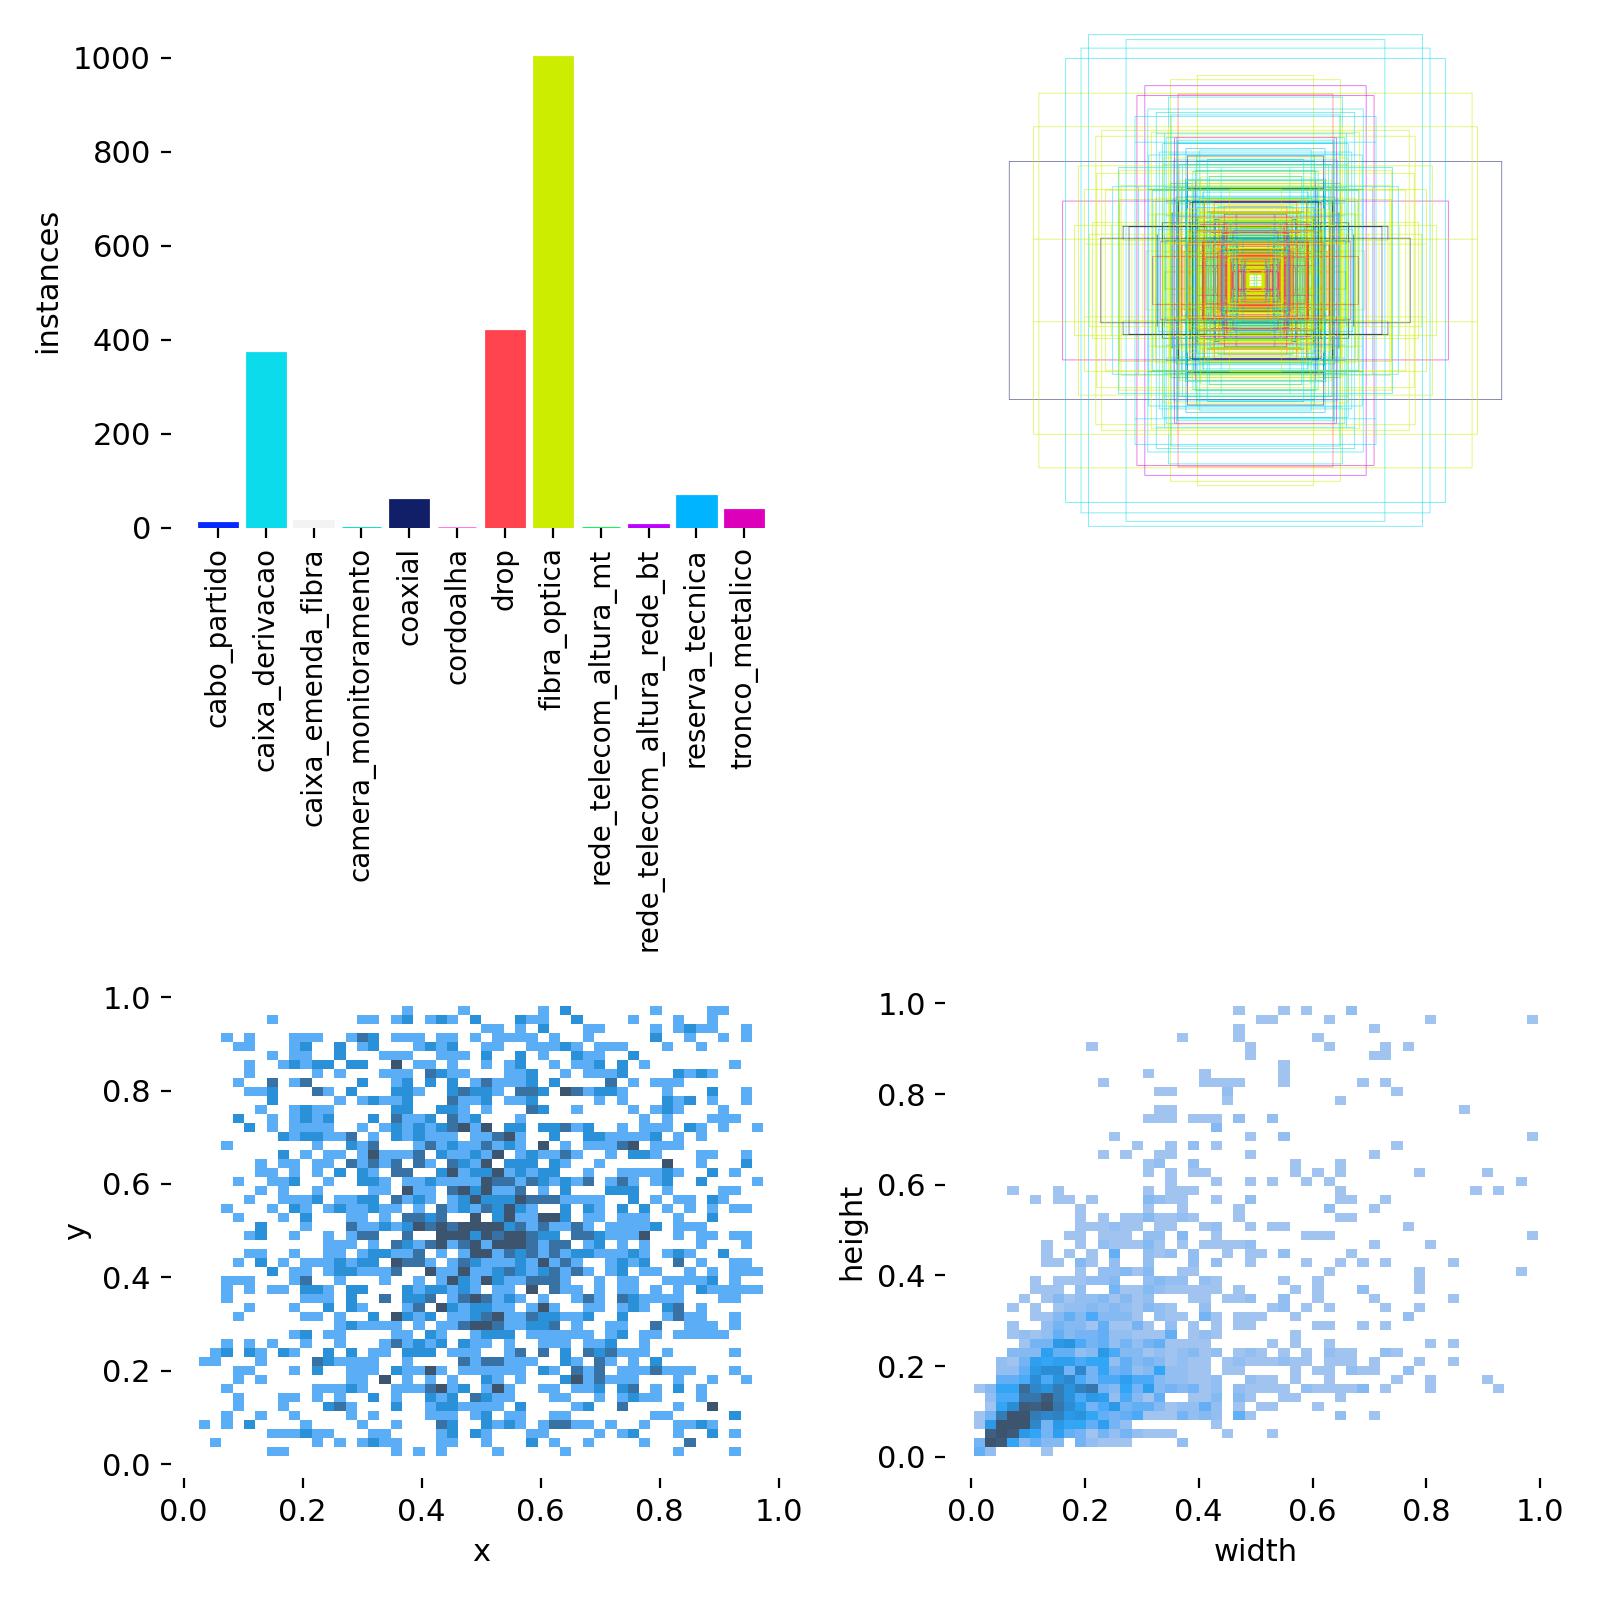 1000
800
600
400
200
0
instances
cabo_partido
caixa_derivacao
caixa_emenda_fibra
camera_monitoramento
coaxial
cordoalha
drop
fibra_optica
rede_telecom_altura_mt
rede_telecom_altura_rede_bt
reserva_tecnica
tronco_metalico
1.0
0.8
0.6
0.4
0.2
0.0
y
0.0 0.2 0.4 0.6 0.8 1.0
x
1.0
0.8
0.6
0.4
0.2
0.0
height
0.0 0.2 0.4 0.6 0.8 1.0
width